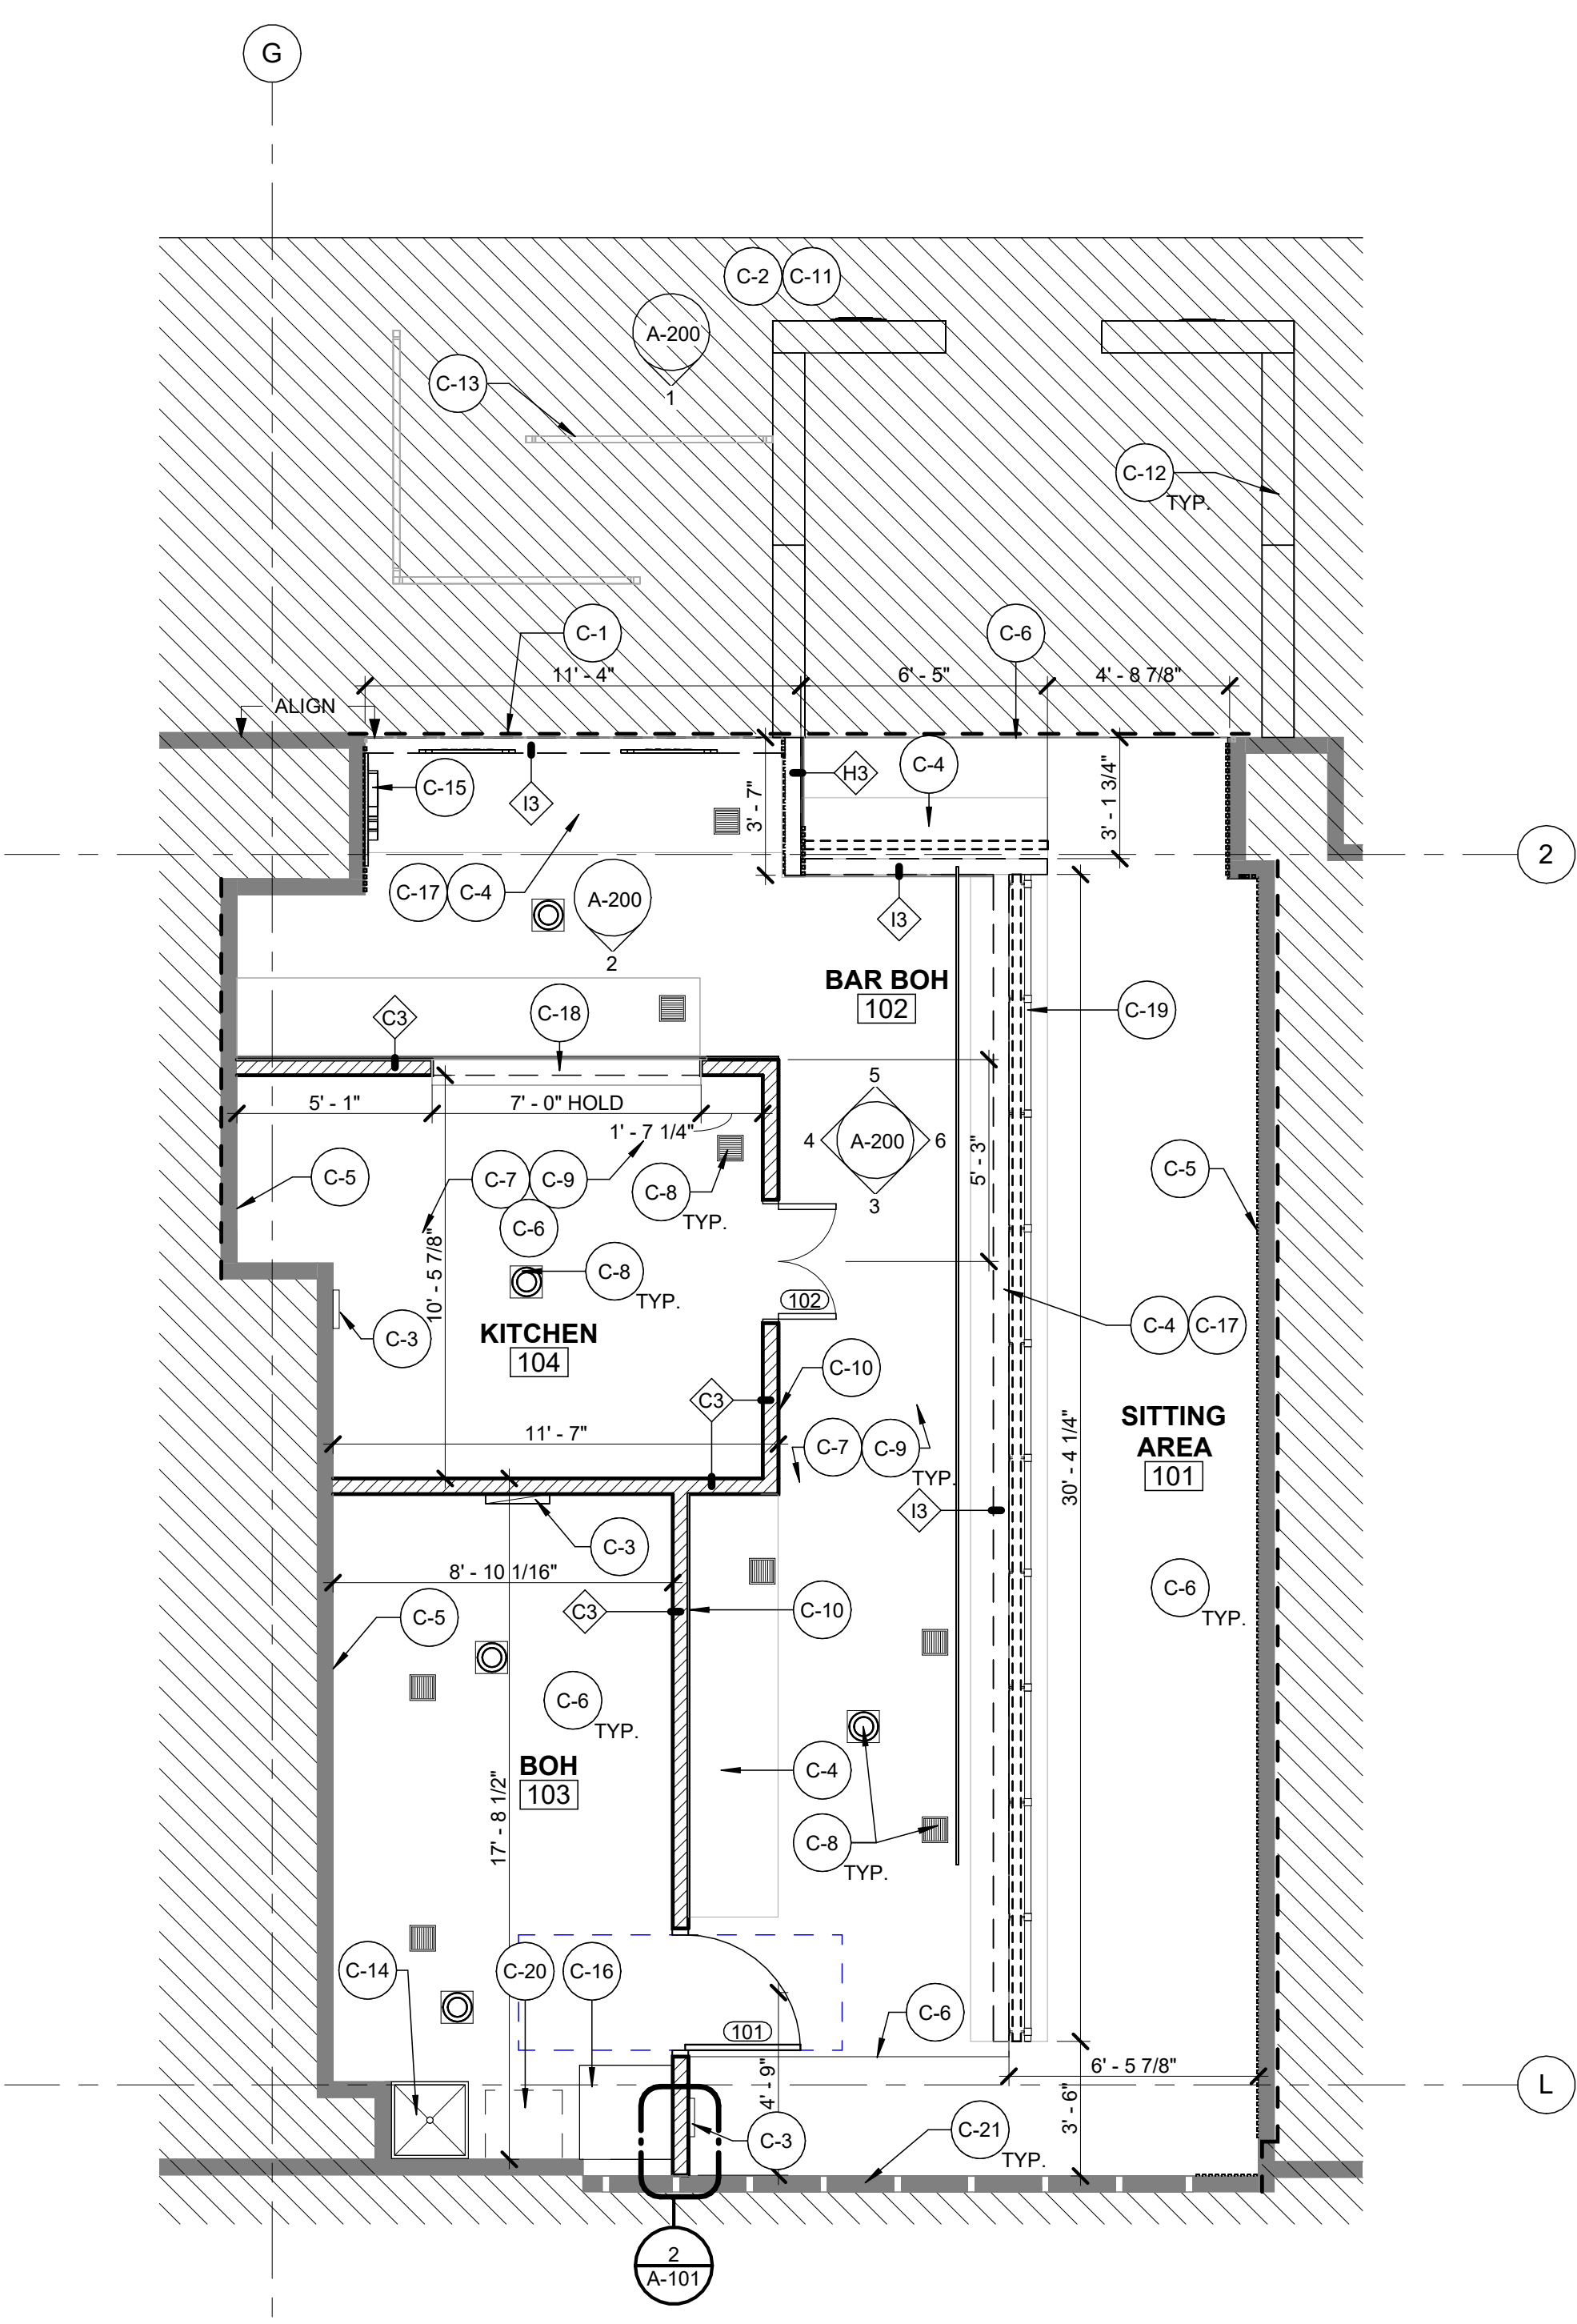 G
C-2 C-11
A-200
1
C-13
C-12
TYP.
C-1
C-6
11' - 4"
6' - 5"
4' - 8 7/8"
ALIGN
C-15
I3
3' - 7"
H3
C-4
3' - 1 3/4"
2
C-17 C-4
A-200
2
I3
BAR BOH
102
C3
C-18
C-19
5' - 1"
7' - 0" HOLD
1' - 7 1/4"
5
4 A-200 6
3
5' - 3"
C-5
C-7 C-9
C-6
C-8
TYP.
C-5
10' - 5 7/8"
C-8
TYP.
102
C-3
KITCHEN
104
C-4 C-17
C-10
C3
11' - 7"
C-7 C-9
TYP.
SITTING
AREA
101
30' - 4 1/4"
I3
C-3
8' - 10 1/16"
C-5
C3
C-10
C-6
TYP.
C-6
TYP.
BOH
103
17' - 8 1/2"
C-4
C-8
TYP.
C-14
C-20
C-16
101
C-6
4' - 9"
6' - 5 7/8"
3' - 6"
L
C-3
C-21
TYP.
2
A-101